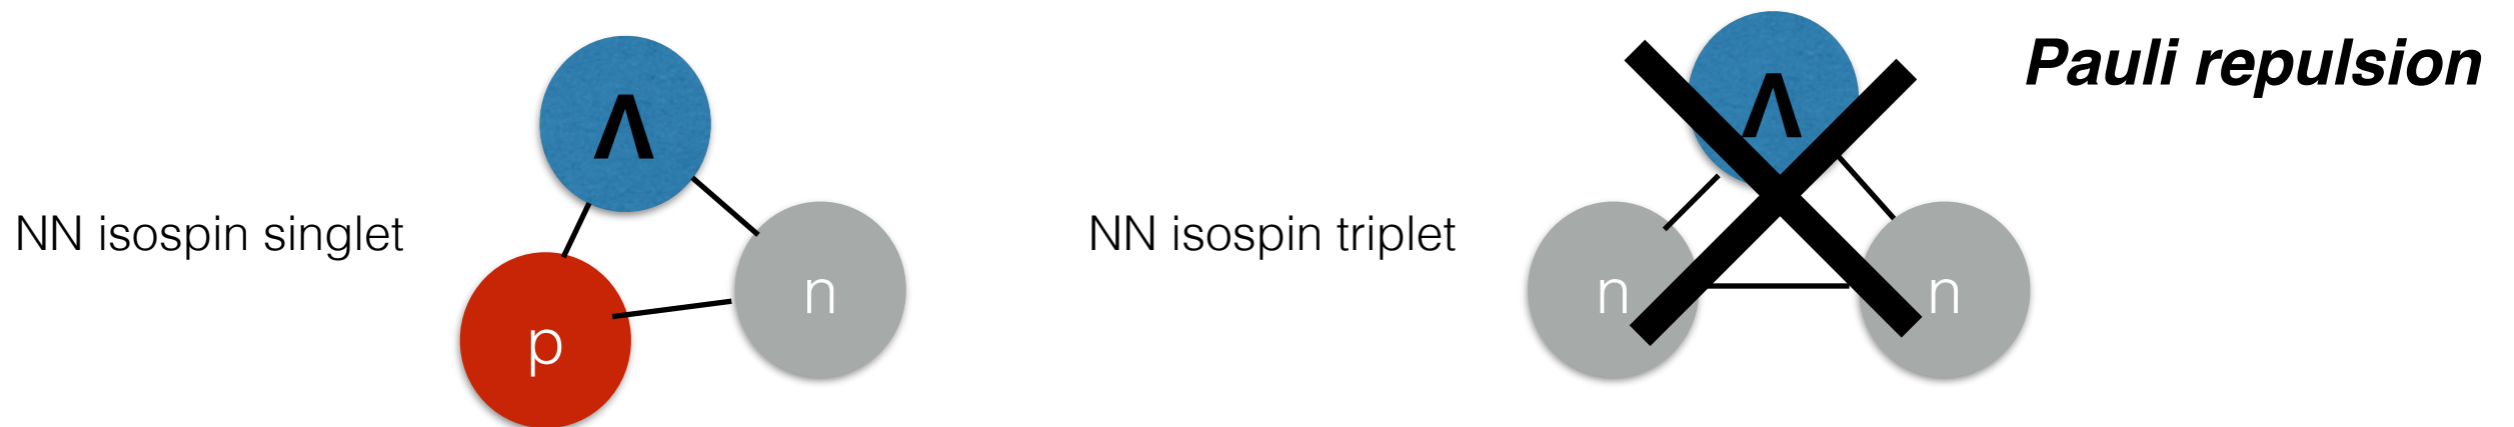 NN isospin singlet
Λ
p
n
NN isospin triplet
Λ
n
n
Pauli repulsion